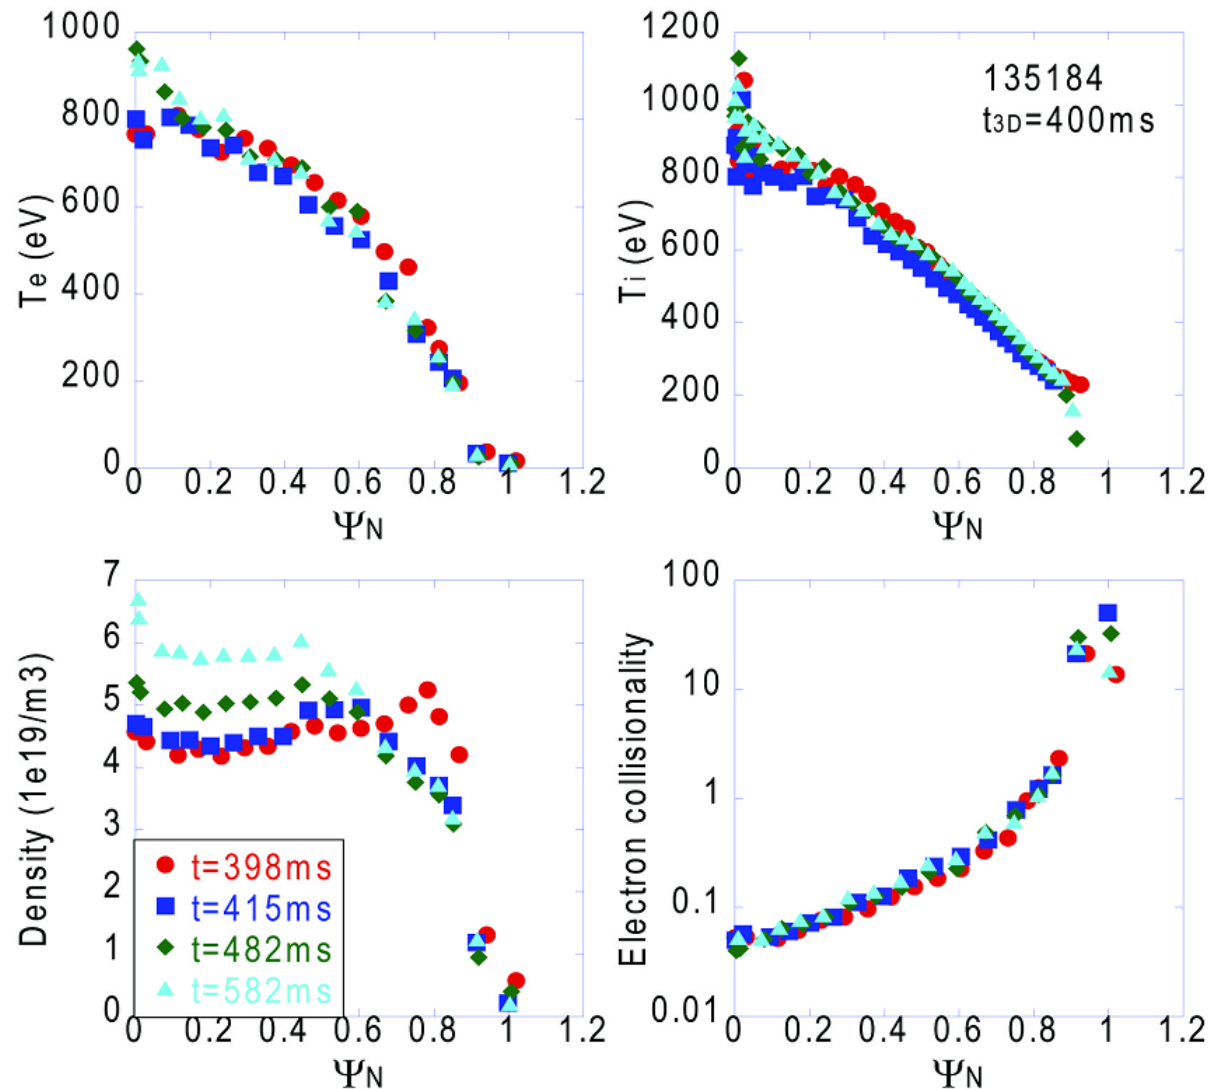 1000
800
600
400
200
0
Te (eV)
0 0.2 0.4 0.6 0.8 1 1.2
ΨN
1200
1000
800
600
400
200
0
Ti (eV)
135184
t3D=400ms
0 0.2 0.4 0.6 0.8 1 1.2
ΨN
7
6
5
4
3
2
1
0
Density (1e19/m3)
t=398ms
t=415ms
t=482ms
t=582ms
0 0.2 0.4 0.6 0.8 1 1.2
ΨN
100
10
1
0.1
0.01
Electron collisionality
0 0.2 0.4 0.6 0.8 1 1.2
ΨN